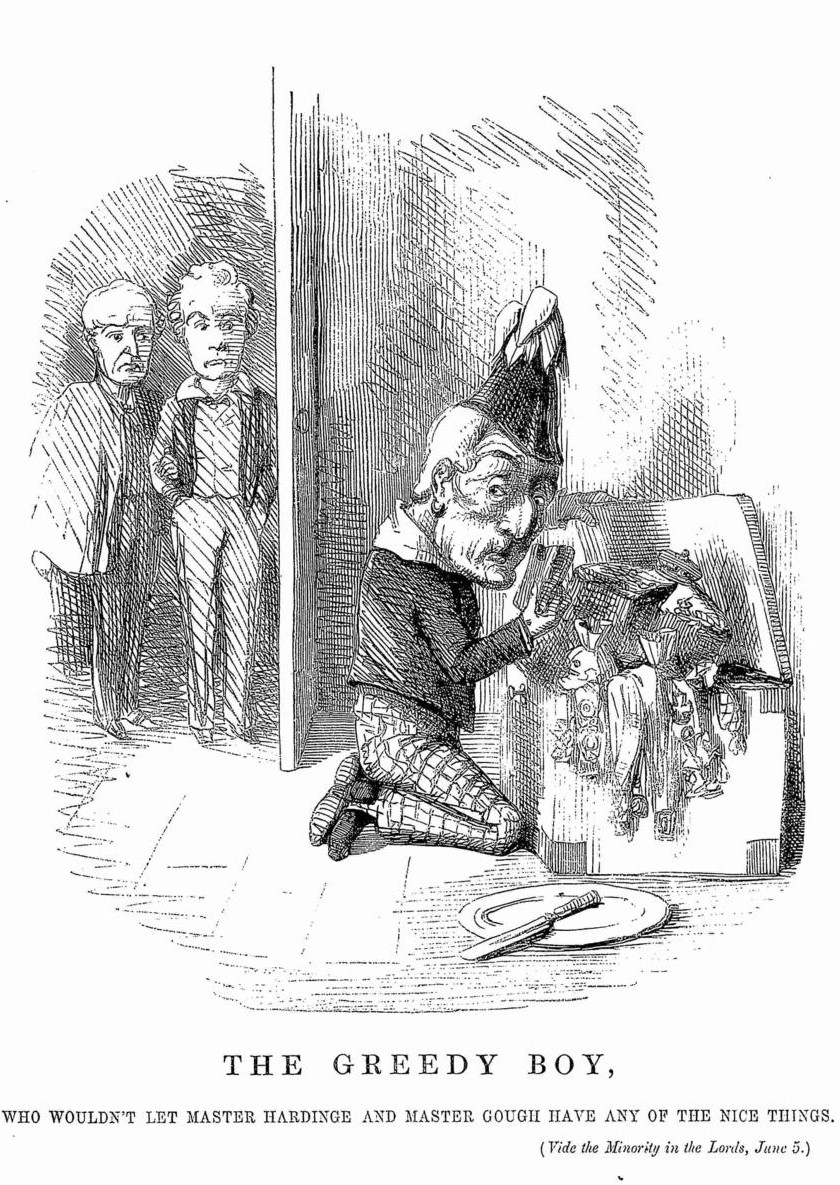 THE GREEDY BOY,
WHO WOULDN'T LET MASTER HARDINGE AND MASTER GOUGH HAVE ANY OF THE NICE THINGS.
(Vide the Minority in the Lords, June 5.)